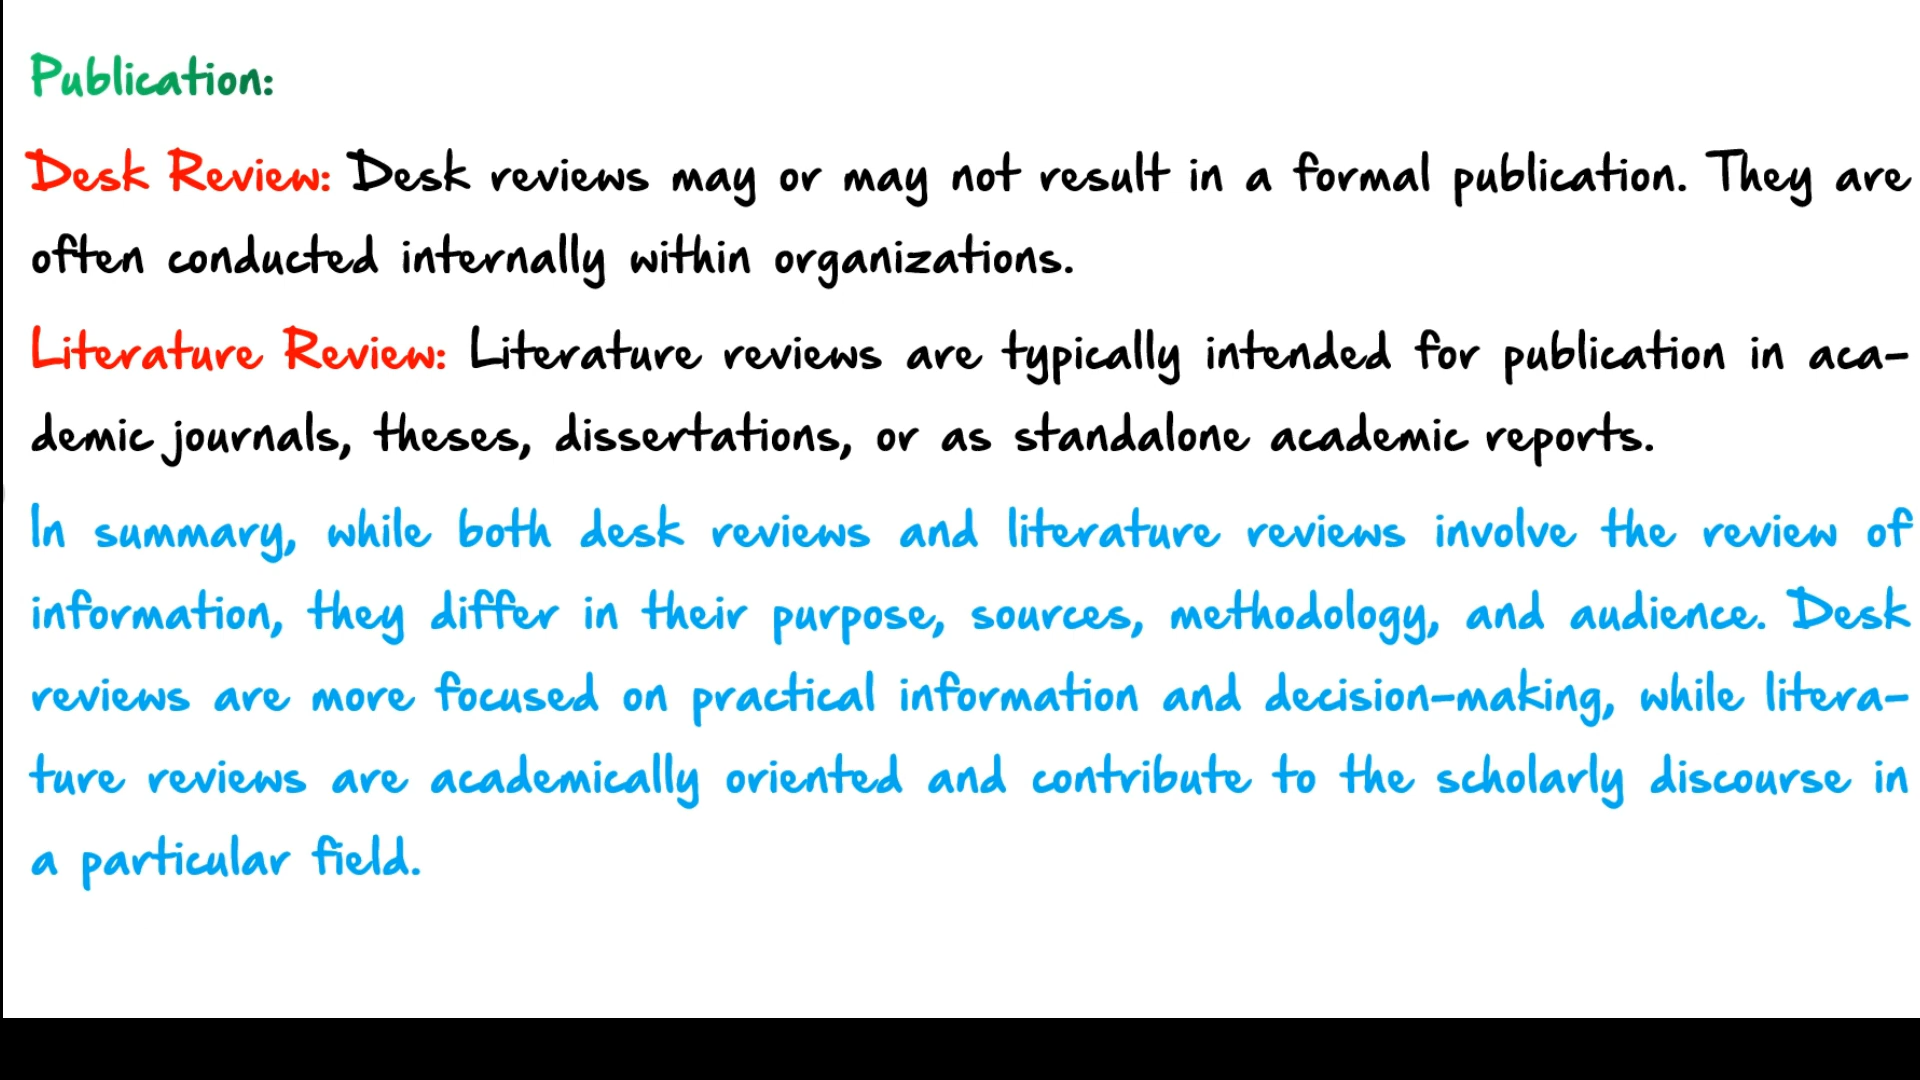 Publication:
Desk Review: Desk reviews may or may not result in a formal publication. They are
often conducted internally within organizations.
Literature Review: Literature reviews are typically intended for publication in aca-
demic journals, theses, dissertations, or as standalone academic reports.
In summary, while both desk reviews and literature reviews involve the review of
information, they differ in their purpose, sources, methodology, and audience. Desk
reviews are more focused on practical information and decision-making, while litera-
ture reviews are academically oriented and contribute to the scholarly discourse in
a particular field.